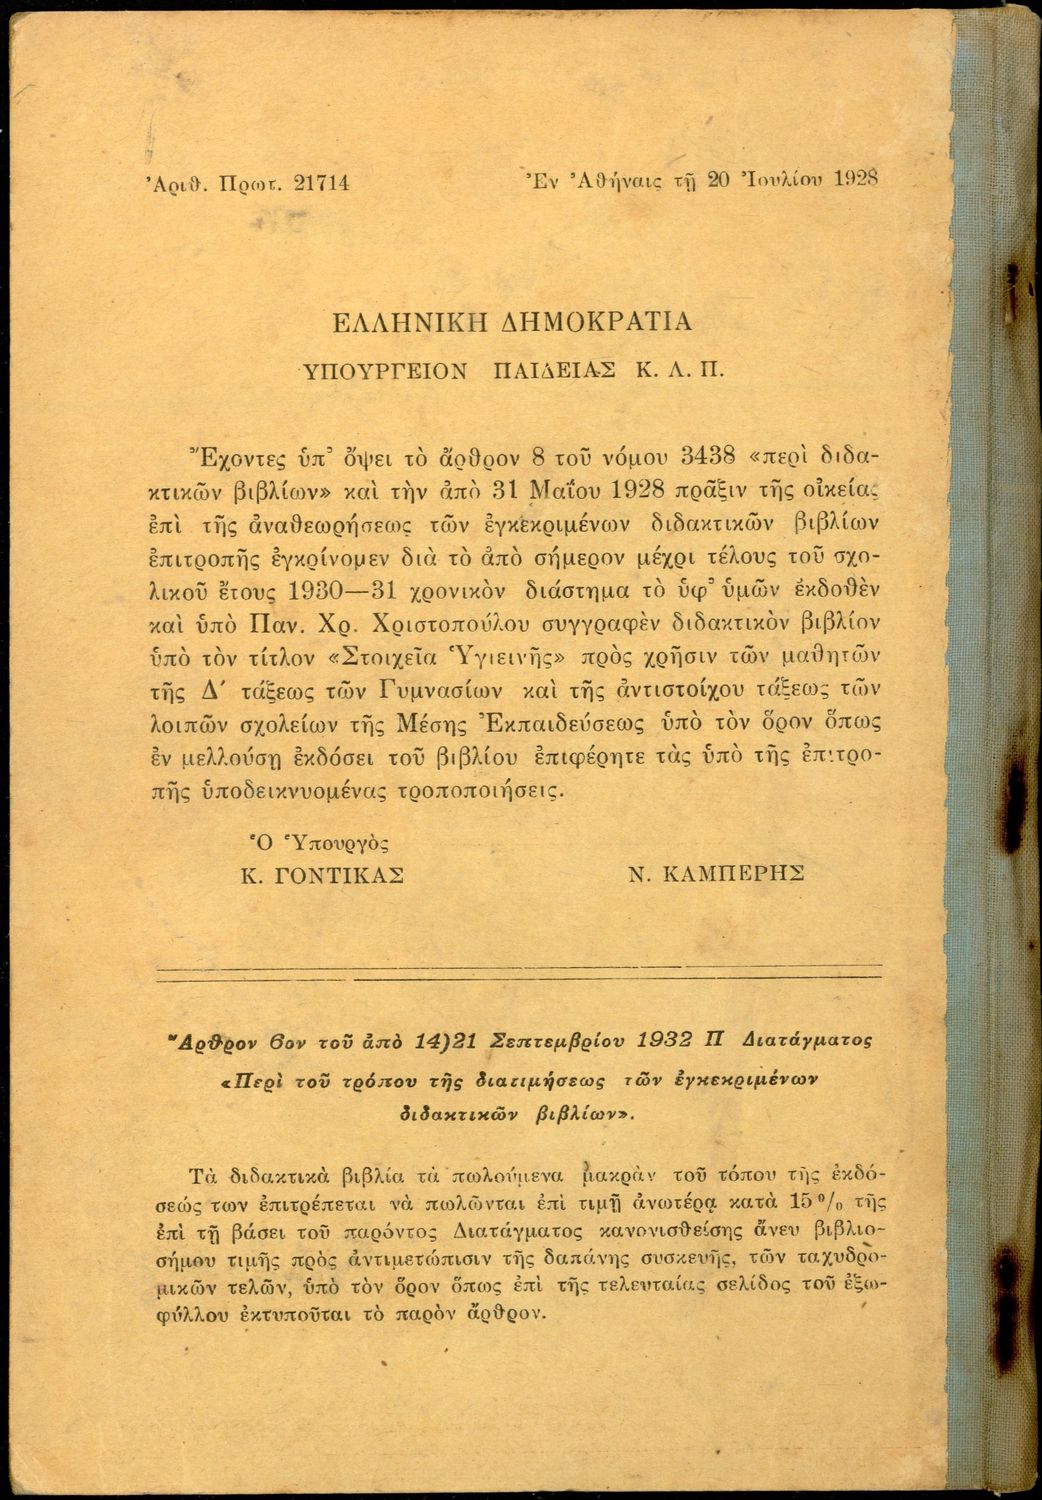 Ἀριθ. Πρωτ. 21714
Ἐν Ἀθήναις τῇ 20 Ἰουλίου 1928
ΕΛΛΗΝΙΚΗ ΔΗΜΟΚΡΑΤΙΑ
ΥΠΟΥΡΓΕΙΟΝ ΠΑΙΔΕΙΑΣ Κ. Λ. Π.
Ἔχοντες ὑπ’ ὄψει τὸ ἄρθρον 8 τοῦ νόμου 3438 «περὶ διδα-
κτικῶν βιβλίων» καὶ τὴν ἀπὸ 31 Μαΐου 1928 πρᾶξιν τῆς οἰκείας
ἐπὶ τῆς ἀναθεωρήσεως τῶν ἐγκεκριμένων διδακτικῶν βιβλίων
ἐπιτροπῆς ἐγκρίνομεν διὰ τὸ ἀπὸ σήμερον μέχρι τέλους τοῦ σχο-
λικοῦ ἔτους 1930—31 χρονικὸν διάστημα τὸ ὑφ’ ὑμῶν ἐκδοθὲν
καὶ ὑπὸ Παν. Χρ. Χριστοπούλου συγγραφὲν διδακτικὸν βιβλίον
ὑπὸ τὸν τίτλον «Στοιχεῖα Ὑγιεινῆς» πρὸς χρῆσιν τῶν μαθητῶν
τῆς Δ′ τάξεως τῶν Γυμνασίων καὶ τῆς ἀντιστοίχου τάξεως τῶν
λοιπῶν σχολείων τῆς Μέσης Ἐκπαιδεύσεως ὑπὸ τὸν ὅρον ὅπως
ἐν μελλούσῃ ἐκδόσει τοῦ βιβλίου ἐπιφέρητε τὰς ὑπὸ τῆς ἐπιτρο-
πῆς ὑποδεικνυομένας τροποποιήσεις.
Ὁ Ὑπουργὸς
Κ. ΓΟΝΤΙΚΑΣ
Ν. ΚΑΜΠΕΡΗΣ
Ἄρθρον 6ον τοῦ ἀπὸ 14)21 Σεπτεμβρίου 1932 Π Διατάγματος
«Περὶ τοῦ τρόπου τῆς διατιμήσεως τῶν ἐγκεκριμένων
διδακτικῶν βιβλίων».
Τὰ διδακτικὰ βιβλία τὰ πωλούμενα μακρὰν τοῦ τόπου τῆς ἐκδό-
σεώς των ἐπιτρέπεται νὰ πωλῶνται ἐπὶ τιμῇ ἀνωτέρᾳ κατὰ 15 % τῆς
ἐπὶ τῇ βάσει τοῦ παρόντος Διατάγματος κανονισθείσης ἄνευ βιβλιο-
σήμου τιμῆς πρὸς ἀντιμετώπισιν τῆς δαπάνης συσκευῆς, τῶν ταχυδρο-
μικῶν τελῶν, ὑπὸ τὸν ὅρον ὅπως ἐπὶ τῆς τελευταίας σελίδος τοῦ ἐξω-
φύλλου ἐκτυποῦται τὸ παρὸν ἄρθρον.